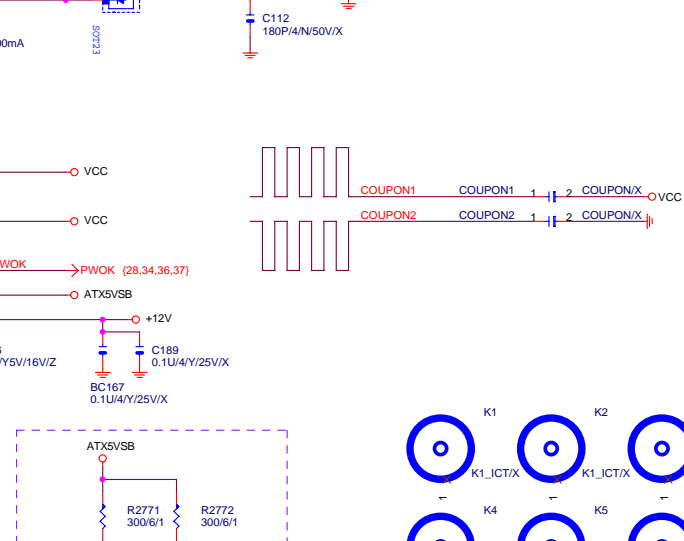 C112
180P/4/N/50V/X
SOT23
00mA
VCC
COUPON1
COUPON1
1
2
COUPON/X
VCC
VCC
COUPON2
COUPON2
1
2
COUPON/X
WOK
PWOK {28,34,36,37}
ATX5VSB
+12V
C189
0.1U/4/Y/25V/X
/Y5V/16V/Z
BC167
0.1U/4/Y/25V/X
ATX5VSB
R2771
300/6/1
R2772
300/6/1
K1
K2
K1_ICT/X
K1_ICT/X
1
1
1
K4
K5